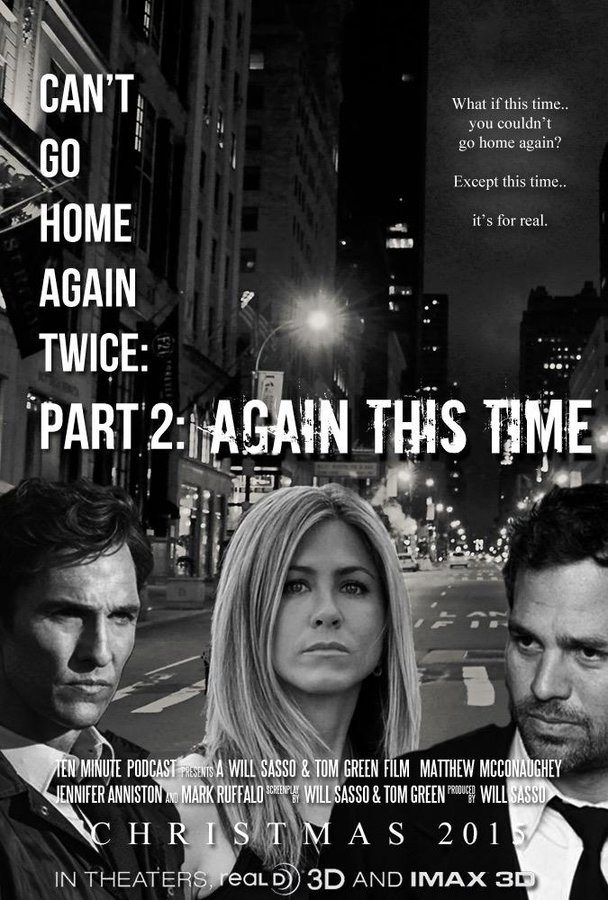 CAN'T
GO
HOME
AGAIN
TWICE:
PART 2: AGAIN THIS TIME
What if this time..
you couldn't
go home again?
Except this time..
it's for real.
TEN MINUTE PODCAST PRESENTS A WILL SASSO & TOM GREEN FILM MATTHEW MCCONAUGHEY
JENNIFER ANNISTON AND MARK RUFFALO SCREENPLAY BY WILL SASSO & TOM GREEN PRODUCED BY WILL SASSO
CHRISTMAS 2015
IN THEATERS, REAL D 3D AND IMAX 3D